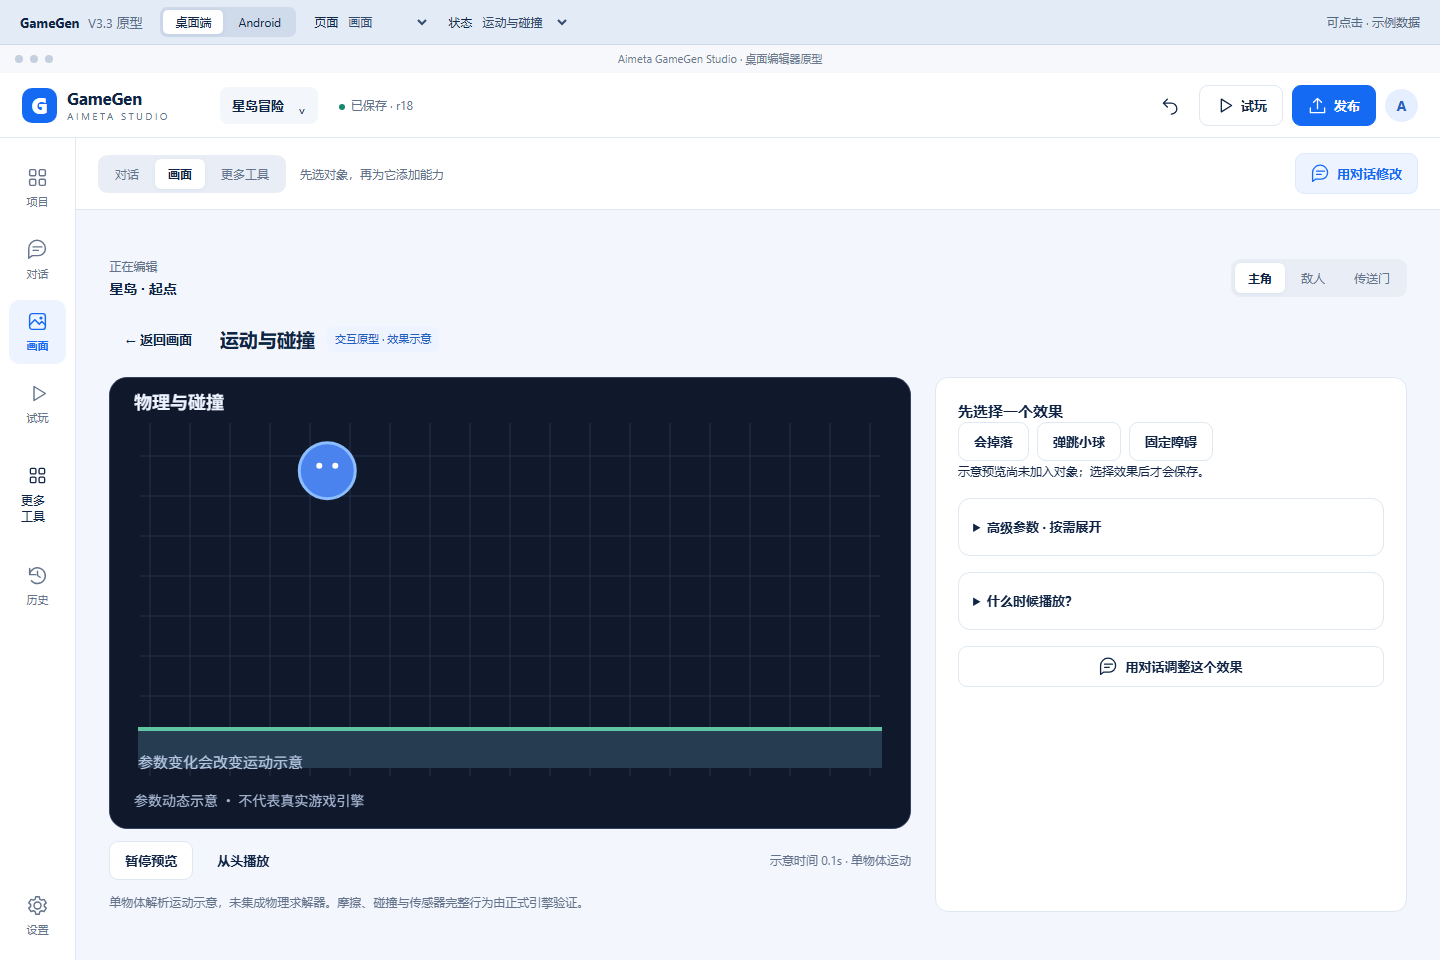 GameGen V3.3 原型 桌面端 Android 页面 画面 状态 运动与碰撞 可点击 · 示例数据
Aimeta GameGen Studio · 桌面编辑器原型
G GameGen
AIMETA STUDIO
星岛冒险 已保存 · r18 试玩 发布 A
对话 画面 更多工具 先选对象，再为它添加能力 用对话修改
项目
对话
画面
试玩
更多
工具
历史
设置
正在编辑
星岛 · 起点
主角 敌人 传送门
← 返回画面 运动与碰撞 交互原型 · 效果示意
物理与碰撞
参数变化会改变运动示意
参数动态示意 • 不代表真实游戏引擎
暂停预览 从头播放 示意时间 0.1s · 单物体运动
单物体解析运动示意，未集成物理求解器。摩擦、碰撞与传感器完整行为由正式引擎验证。
先选择一个效果
会掉落 弹跳小球 固定障碍
示意预览尚未加入对象；选择效果后才会保存。
▶ 高级参数 · 按需展开
▶ 什么时候播放？
用对话调整这个效果